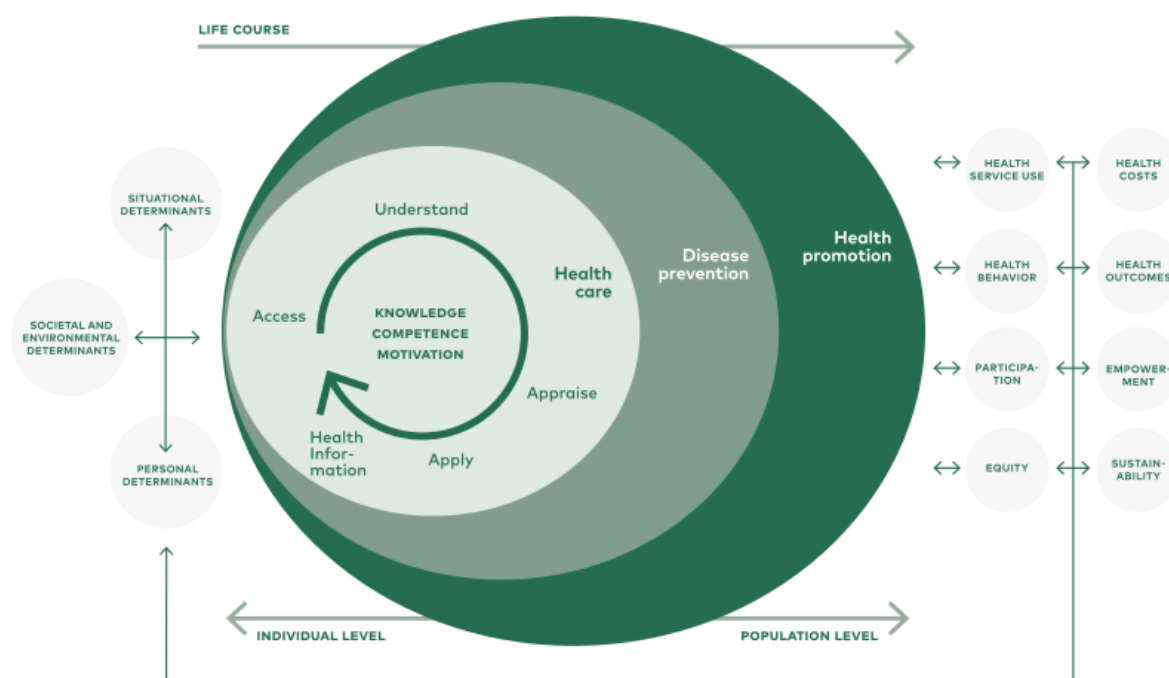 LIFE COURSE
SITUATIONAL
DETERMINANTS
SOCIETAL AND
ENVIRONMENTAL
DETERMINANTS
PERSONAL
DETERMINANTS
Understand
Access
KNOWLEDGE
COMPETENCE
MOTIVATION
Appraise
Apply
Health
Infor-
mation
Health
care
Disease
prevention
Health
promotion
HEALTH
SERVICE USE
HEALTH
COSTS
HEALTH
BEHAVIOR
HEALTH
OUTCOMES
PARTICIPA-
TION
EMPOWER-
MENT
EQUITY
SUSTAIN-
ABILITY
INDIVIDUAL LEVEL
POPULATION LEVEL